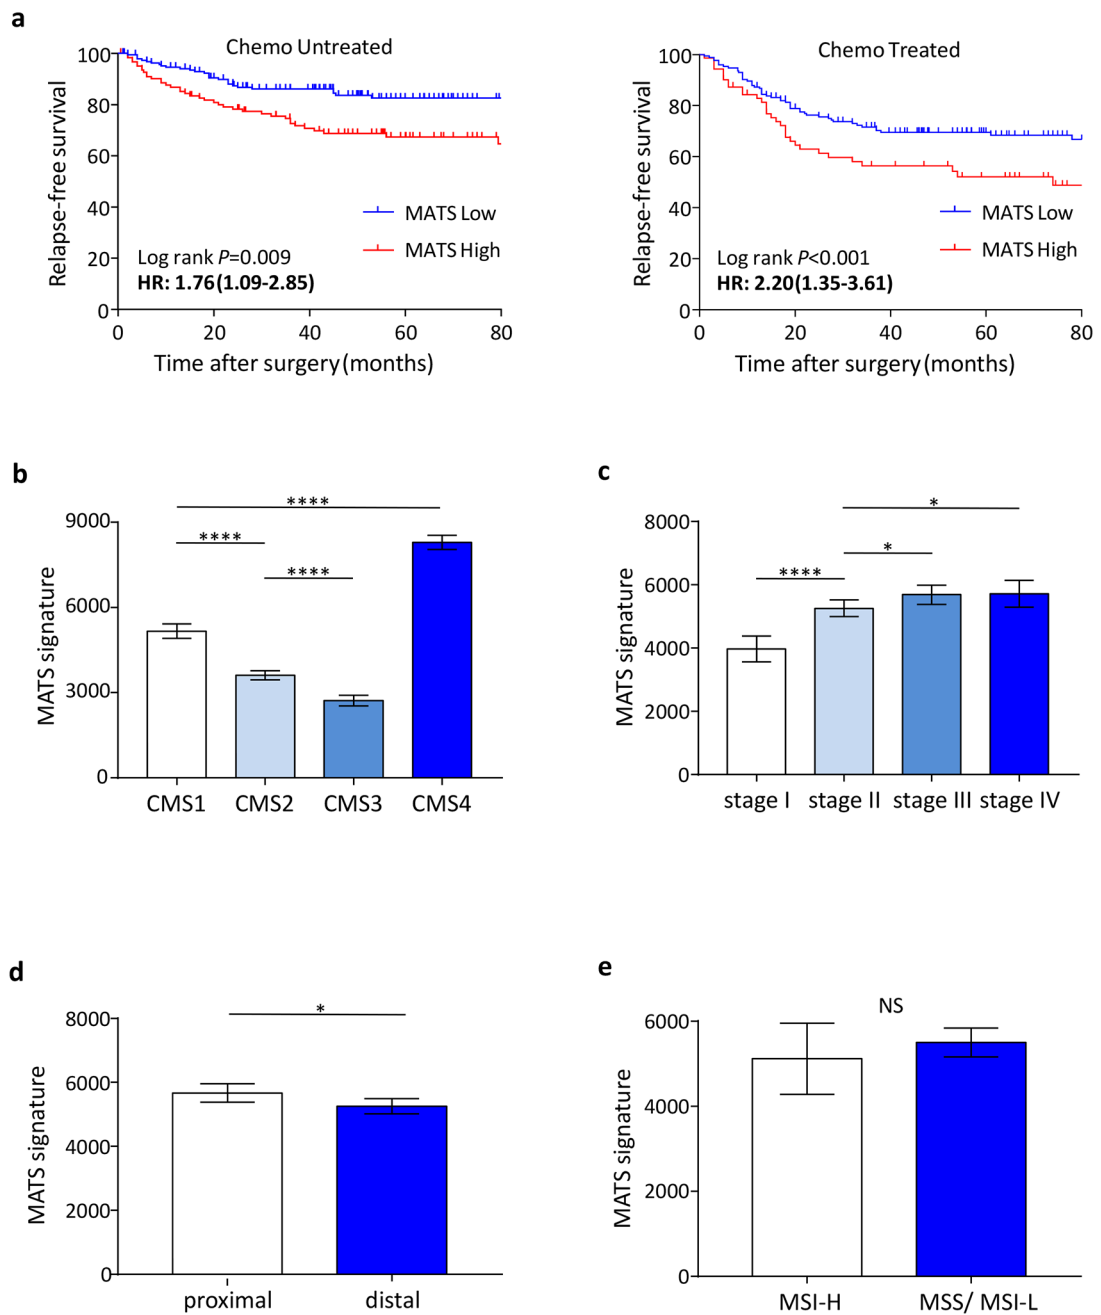 a
Chemo Untreated
100
80
60
40
20
0
Relapse-free survival
MATS Low
MATS High
Log rank P=0.009
HR: 1.76(1.09-2.85)
0 20 40 60 80
Time after surgery(months)
Chemo Treated
100
80
60
40
20
0
Relapse-free survival
MATS Low
MATS High
Log rank P<0.001
HR: 2.20(1.35-3.61)
0 20 40 60 80
Time after surgery(months)
b
****
****
****
9000
6000
3000
0
MATS signature
CMS1 CMS2 CMS3 CMS4
c
*
*
****
8000
6000
4000
2000
0
MATS signature
stage I stage II stage III stage IV
d
*
8000
6000
4000
2000
0
MATS signature
proximal distal
e
NS
6000
4000
2000
0
MATS signature
MSI-H MSS/ MSI-L